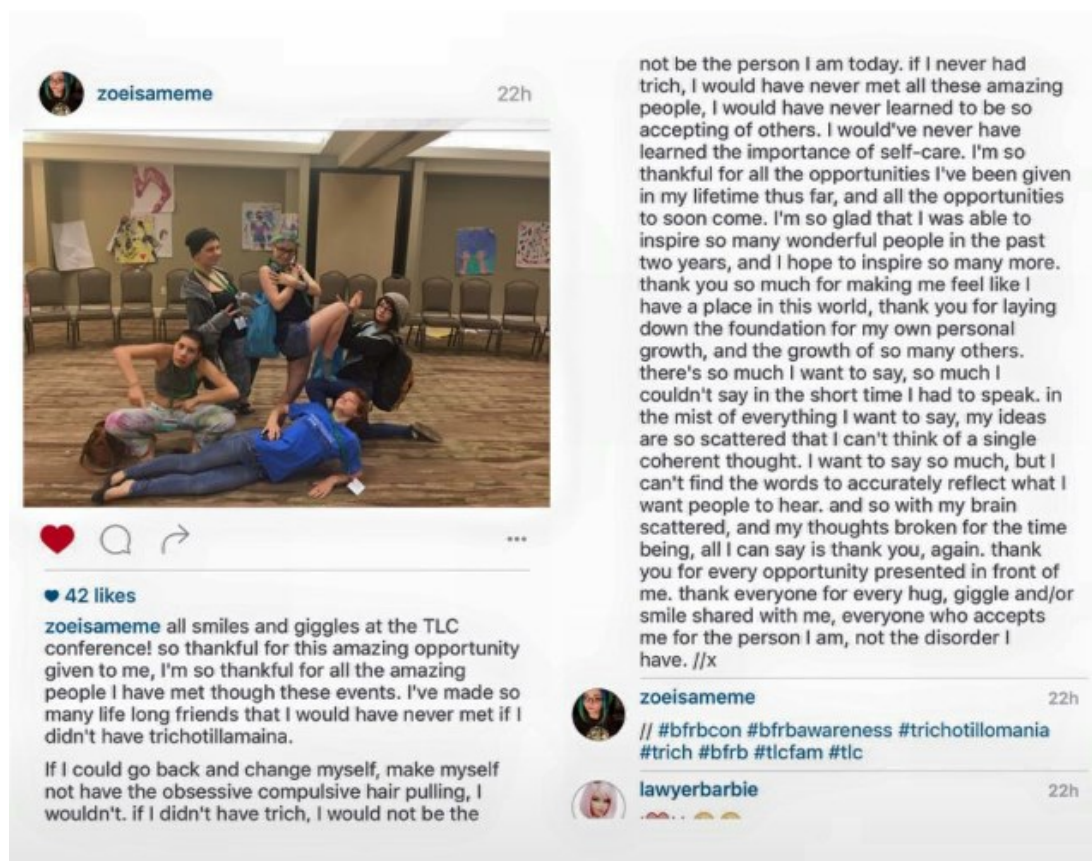 zoeisameme
22h
42 likes
zoeisameme all smiles and giggles at the TLC
conference! so thankful for this amazing opportunity
given to me, I'm so thankful for all the amazing
people I have met though these events. I've made so
many life long friends that I would have never met if I
didn't have trichotillamaina.
If I could go back and change myself, make myself
not have the obsessive compulsive hair pulling, I
wouldn't. if I didn't have trich, I would not be the
not be the person I am today. if I never had
trich, I would have never met all these amazing
people, I would have never learned to be so
accepting of others. I would've never have
learned the importance of self-care. I'm so
thankful for all the opportunities I've been given
in my lifetime thus far, and all the opportunities
to soon come. I'm so glad that I was able to
inspire so many wonderful people in the past
two years, and I hope to inspire so many more.
thank you so much for making me feel like I
have a place in this world, thank you for laying
down the foundation for my own personal
growth, and the growth of so many others.
there's so much I want to say, so much I
couldn't say in the short time I had to speak. in
the mist of everything I want to say, my ideas
are so scattered that I can't think of a single
coherent thought. I want to say so much, but I
can't find the words to accurately reflect what I
want people to hear. and so with my brain
scattered, and my thoughts broken for the time
being, all I can say is thank you, again. thank
you for every opportunity presented in front of
me. thank everyone for every hug, giggle and/or
smile shared with me, everyone who accepts
me for the person I am, not the disorder I
have. //x
zoeisameme
22h
// #bfrbcon #bfrbawareness #trichotillomania
#trich #bfrb #tlcfam #tlc
lawyerbarbie
22h